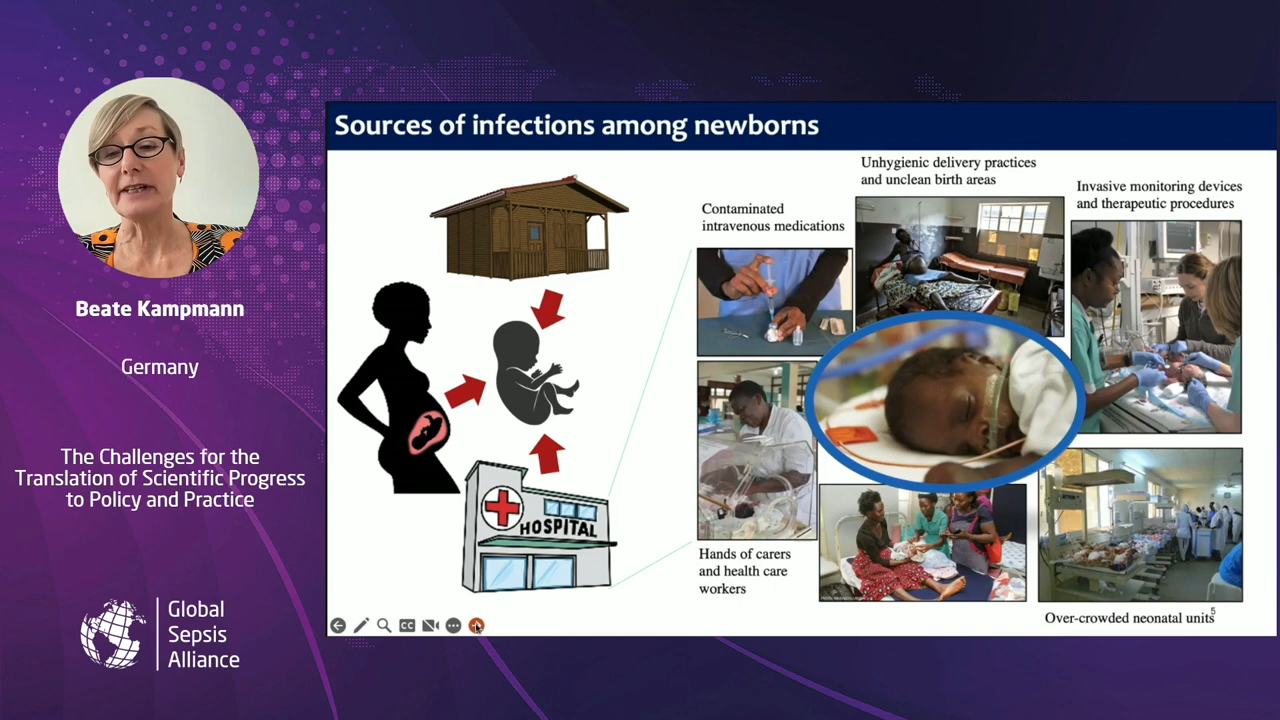 Beate Kampmann
Germany
The Challenges for the
Translation of Scientific Progress
to Policy and Practice
Global
Sepsis
Alliance
Sources of infections among newborns
HOSPITAL
Contaminated
intravenous medications
Unhygienic delivery practices
and unclean birth areas
Invasive monitoring devices
and therapeutic procedures
Hands of carers
and health care
workers
Over-crowded neonatal units
5
CC